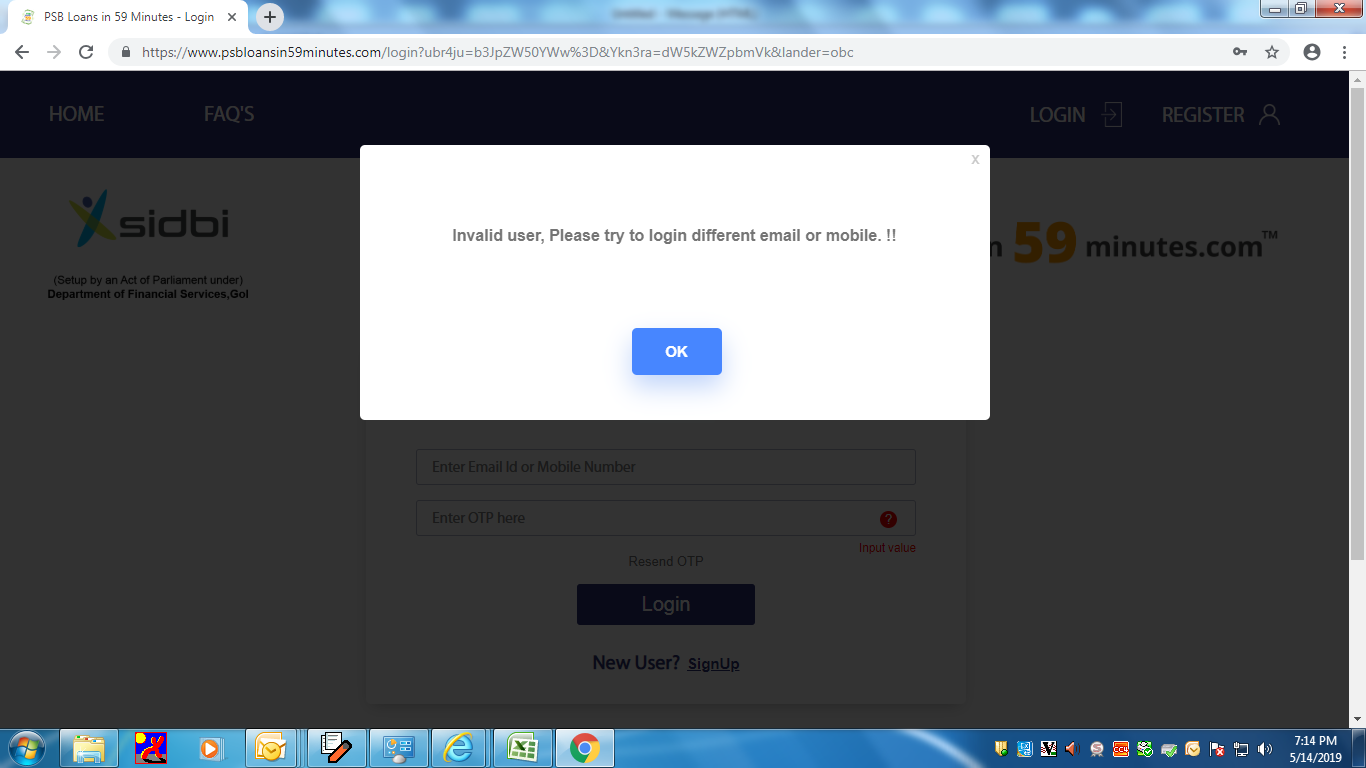 PSB Loans in 59 Minutes - Login
https://www.psbloansin59minutes.com/login?ubr4ju=b3JpZW50YWw%3D&Ykn3ra=dW5kZWZpbmVk&lander=obc
HOME FAQ'S LOGIN REGISTER
x
sidbi
(Setup by an Act of Parliament under)
Department of Financial Services,GoI
n 59 minutes.com™
Invalid user, Please try to login different email or mobile. !!
OK
Enter Email Id or Mobile Number
Enter OTP here ?
Input value
Resend OTP
Login
New User? SignUp
7:14 PM
5/14/2019